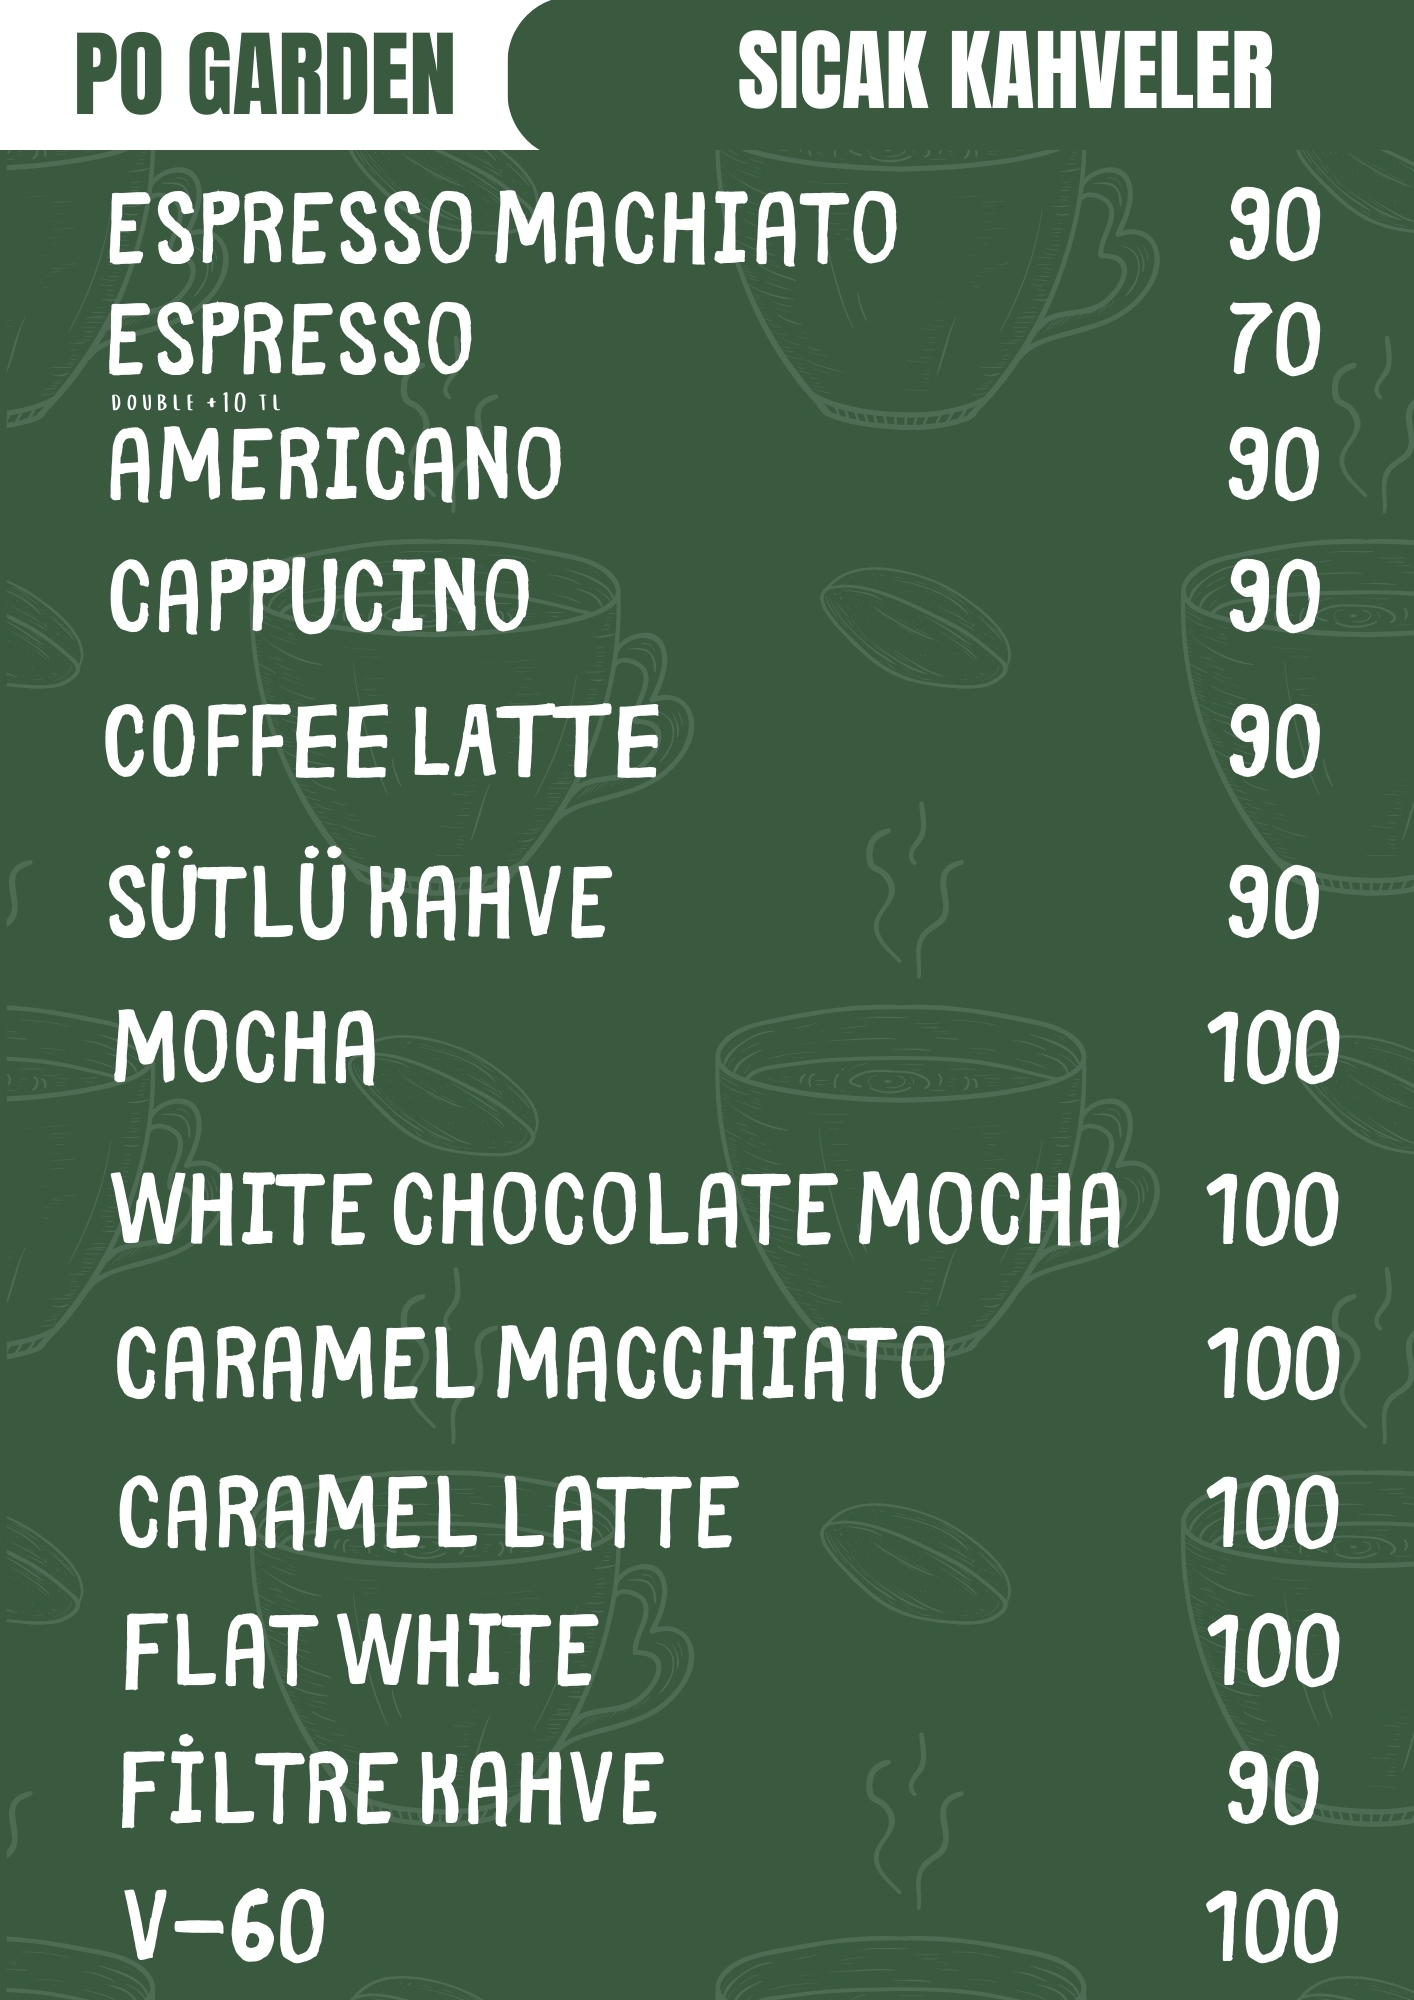 PO GARDEN
SICAK KAHVELER
ESPRESSO MACHIATO 90
ESPRESSO 70
DOUBLE +10 TL
AMERICANO 90
CAPPUCINO 90
COFFEE LATTE 90
SÜTLÜ KAHVE 90
MOCHA 100
WHITE CHOCOLATE MOCHA 100
CARAMEL MACCHIATO 100
CARAMEL LATTE 100
FLAT WHITE 100
FİLTRE KAHVE 90
V-60 100